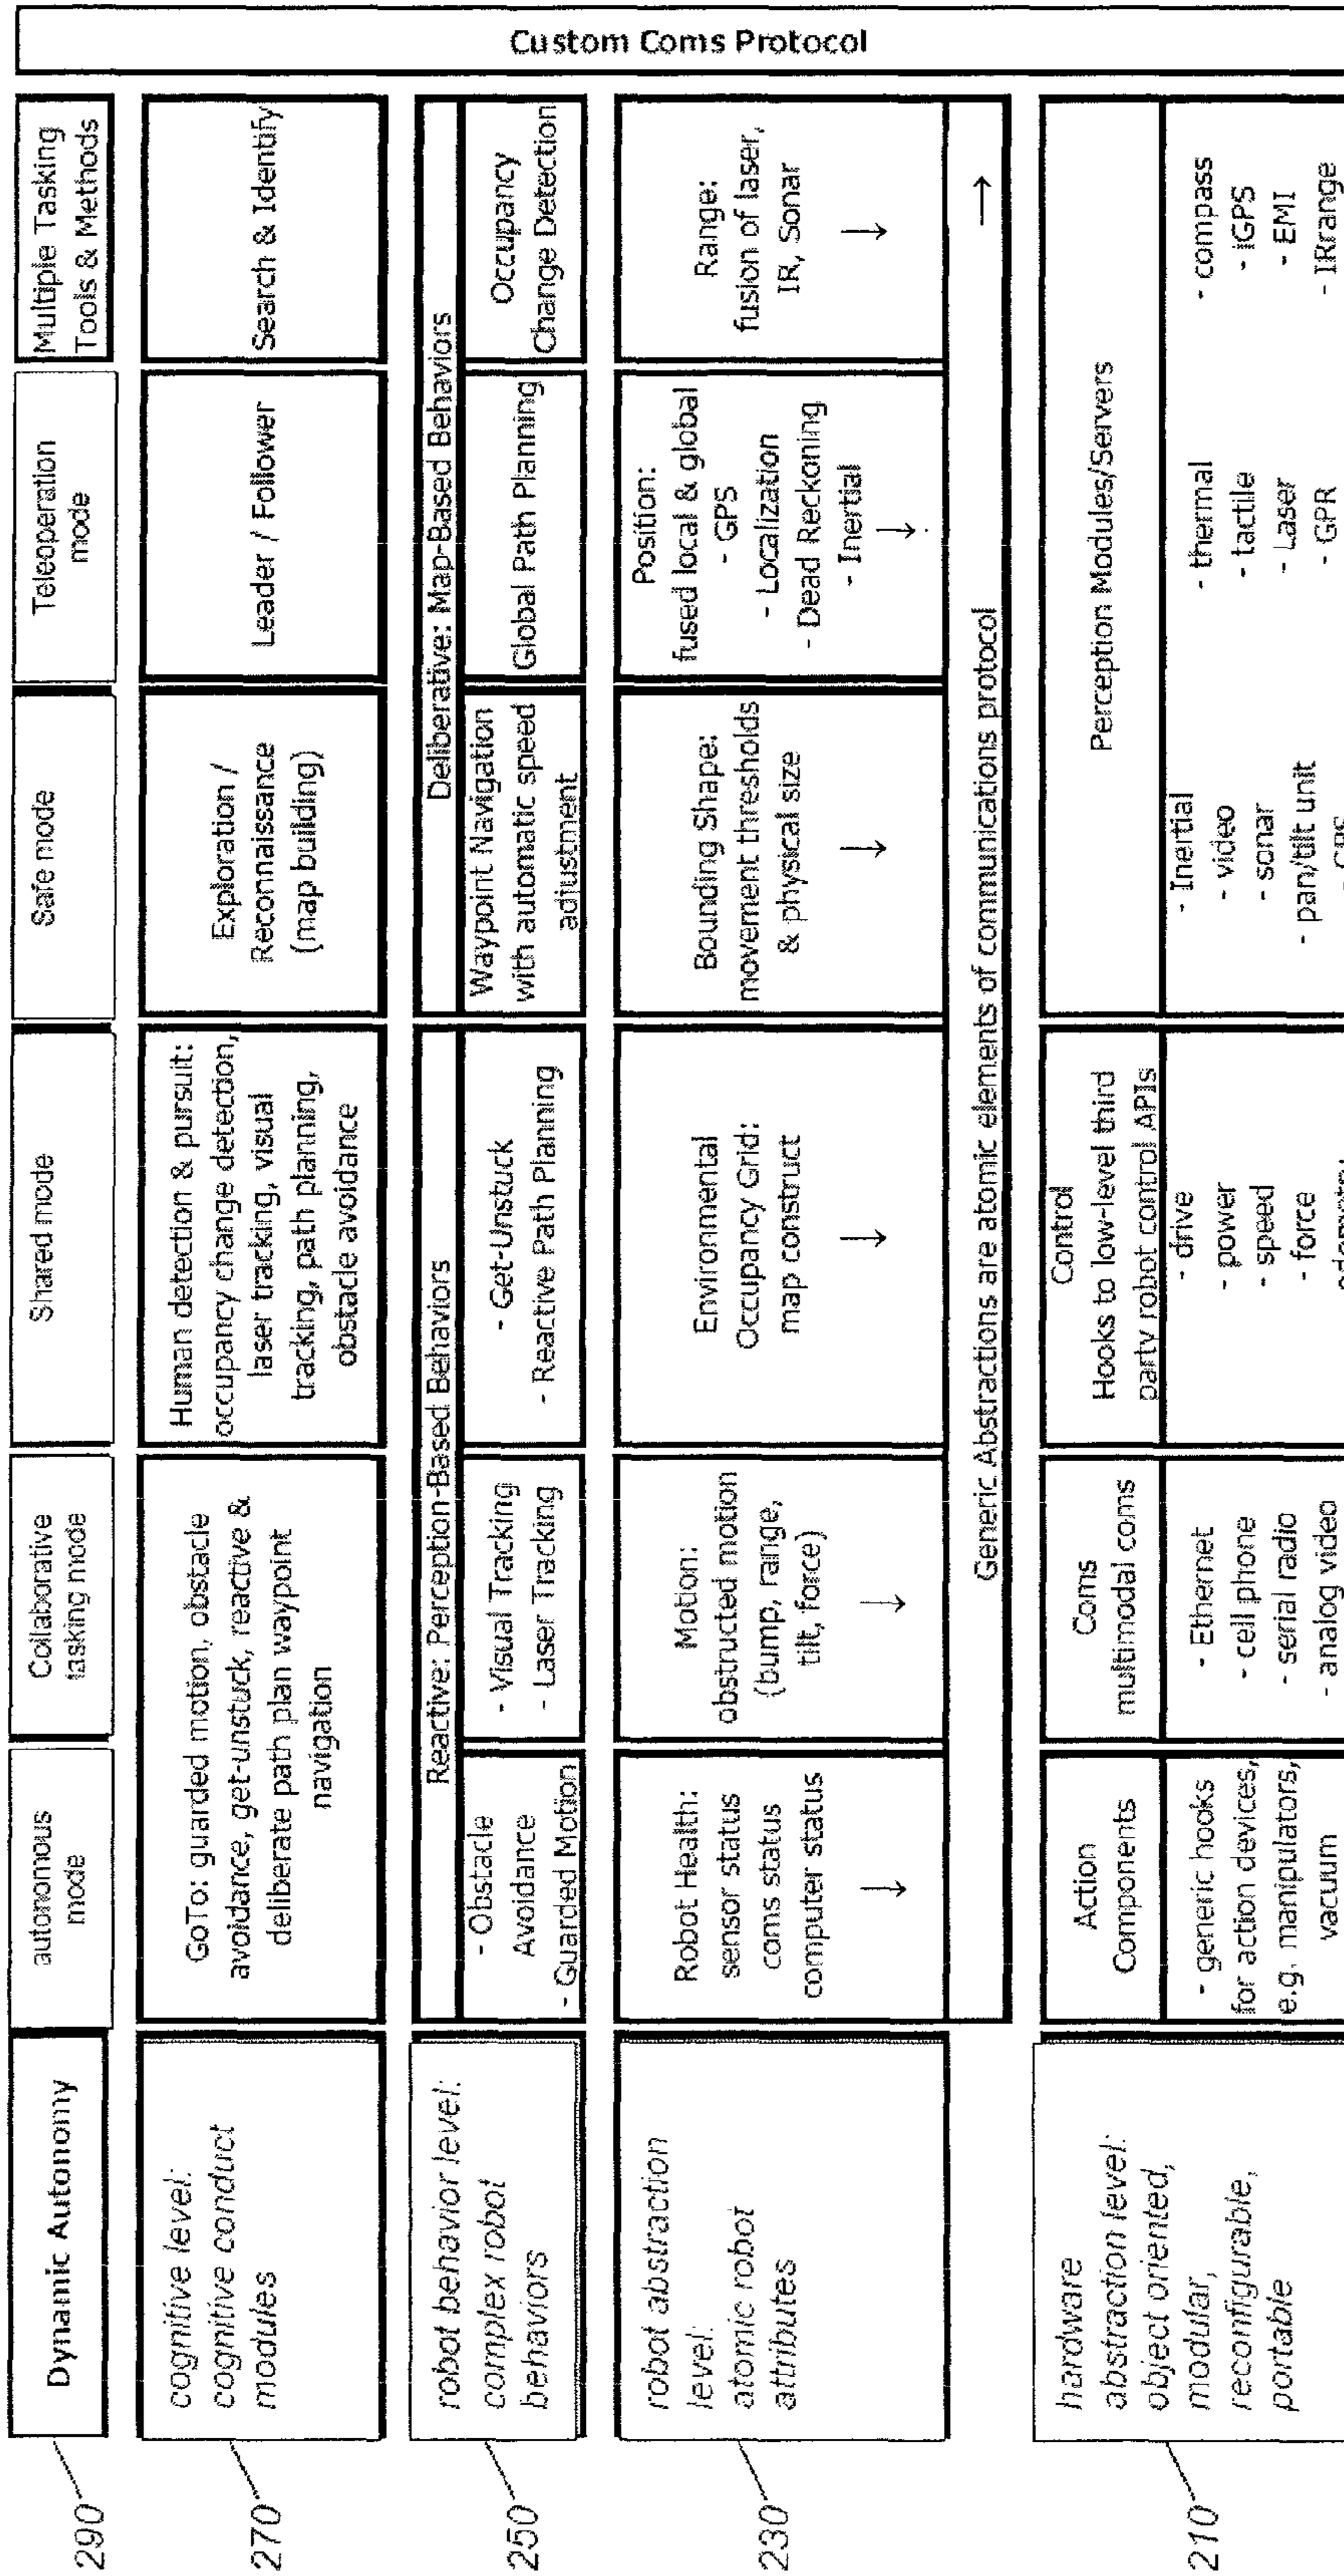 290
Dynamic Autonomy
autonomous
mode
Collaborative
tasking mode
Shared mode
Safe mode
Teleoperation
mode
Multiple Tasking
Tools & Methods
Custom Coms Protocol
270
cognitive level:
cognitive conduct
modules
GoTo: guarded motion, obstacle
avoidance, get-unstuck, reactive &
deliberate path plan waypoint
navigation
Human detection & pursuit:
occupancy change detection,
laser tracking, visual
tracking, path planning,
obstacle avoidance
Exploration /
Reconnaissance
(map building)
Leader / Follower
Search & Identify
250
robot behavior level:
complex robot
behaviors
Reactive: Perception-Based Behaviors
- Obstacle
Avoidance
- Guarded Motion
- Visual Tracking
- Laser Tracking
- Get-Unstuck
- Reactive Path Planning
Deliberative: Map-Based Behaviors
Waypoint Navigation
with automatic speed
adjustment
Global Path Planning
Occupancy
Change Detection
230
robot abstraction
level:
atomic robot
attributes
Robot Health:
sensor status
coms status
computer status
↓
Motion:
obstructed motion
(bump, range,
tilt, force)
↓
Environmental
Occupancy Grid:
map construct
↓
Bounding Shape:
movement thresholds
& physical size
↓
Position:
fused local & global
- GPS
- Localization
- Dead Reckoning
- Inertial
↓
Range:
fusion of laser,
IR, Sonar
↓
Generic Abstractions are atomic elements of communications protocol →
210
hardware
abstraction level:
object oriented,
modular,
reconfigurable,
portable
Action
Components
- generic hooks
for action devices,
e.g. manipulators,
vacuum
Coms
multimodal coms
- Ethernet
- cell phone
- serial radio
- analog video
Control
Hooks to low-level third
party robot control APIs
- drive
- power
- speed
- force
Perception Modules/Servers
- Inertial
- video
- sonar
- pan/tilt unit
- thermal
- tactile
- Laser
- GPR
- compass
- iGPS
- EMI
- IRrange